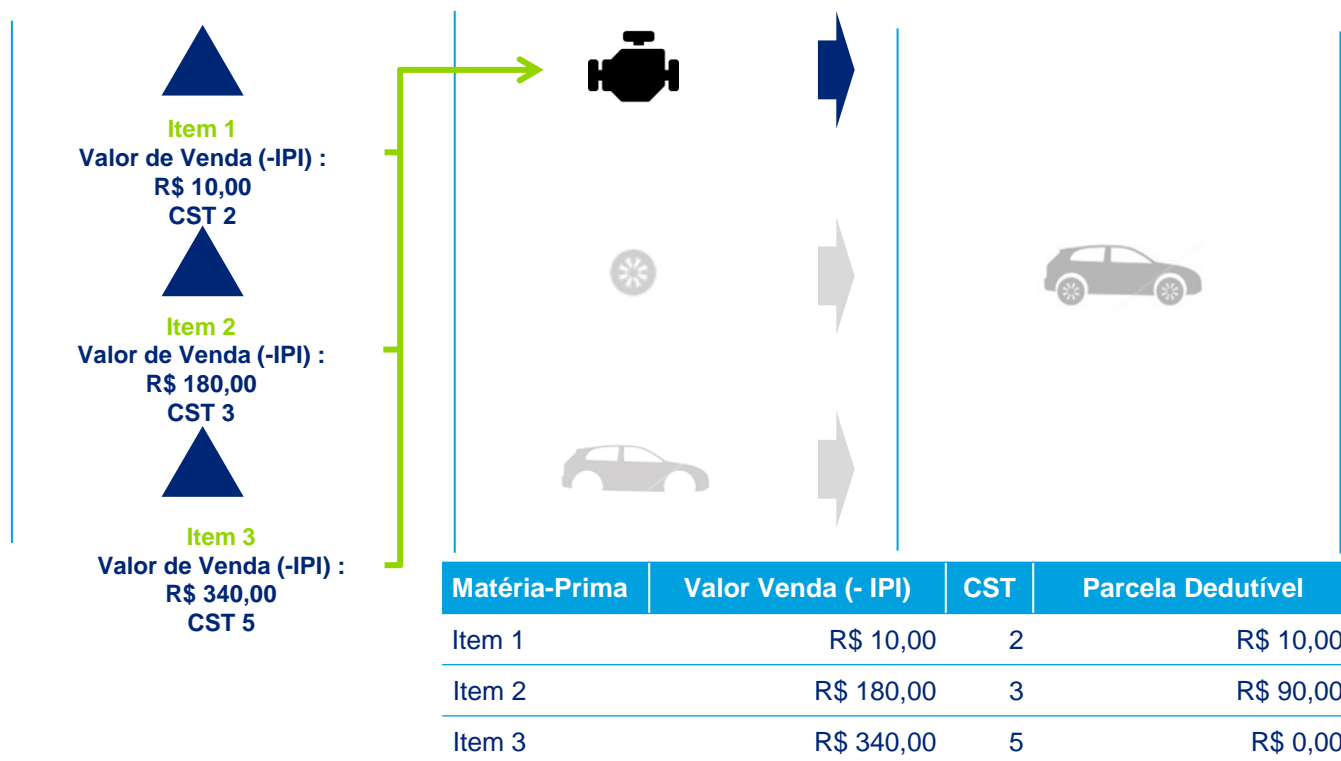 Item 1
Valor de Venda (-IPI) :
R$ 10,00
CST 2
Item 2
Valor de Venda (-IPI) :
R$ 180,00
CST 3
Item 3
Valor de Venda (-IPI) :
R$ 340,00
CST 5
Matéria-Prima Valor Venda (- IPI) CST Parcela Dedutível
Item 1 R$ 10,00 2 R$ 10,00
Item 2 R$ 180,00 3 R$ 90,00
Item 3 R$ 340,00 5 R$ 0,00